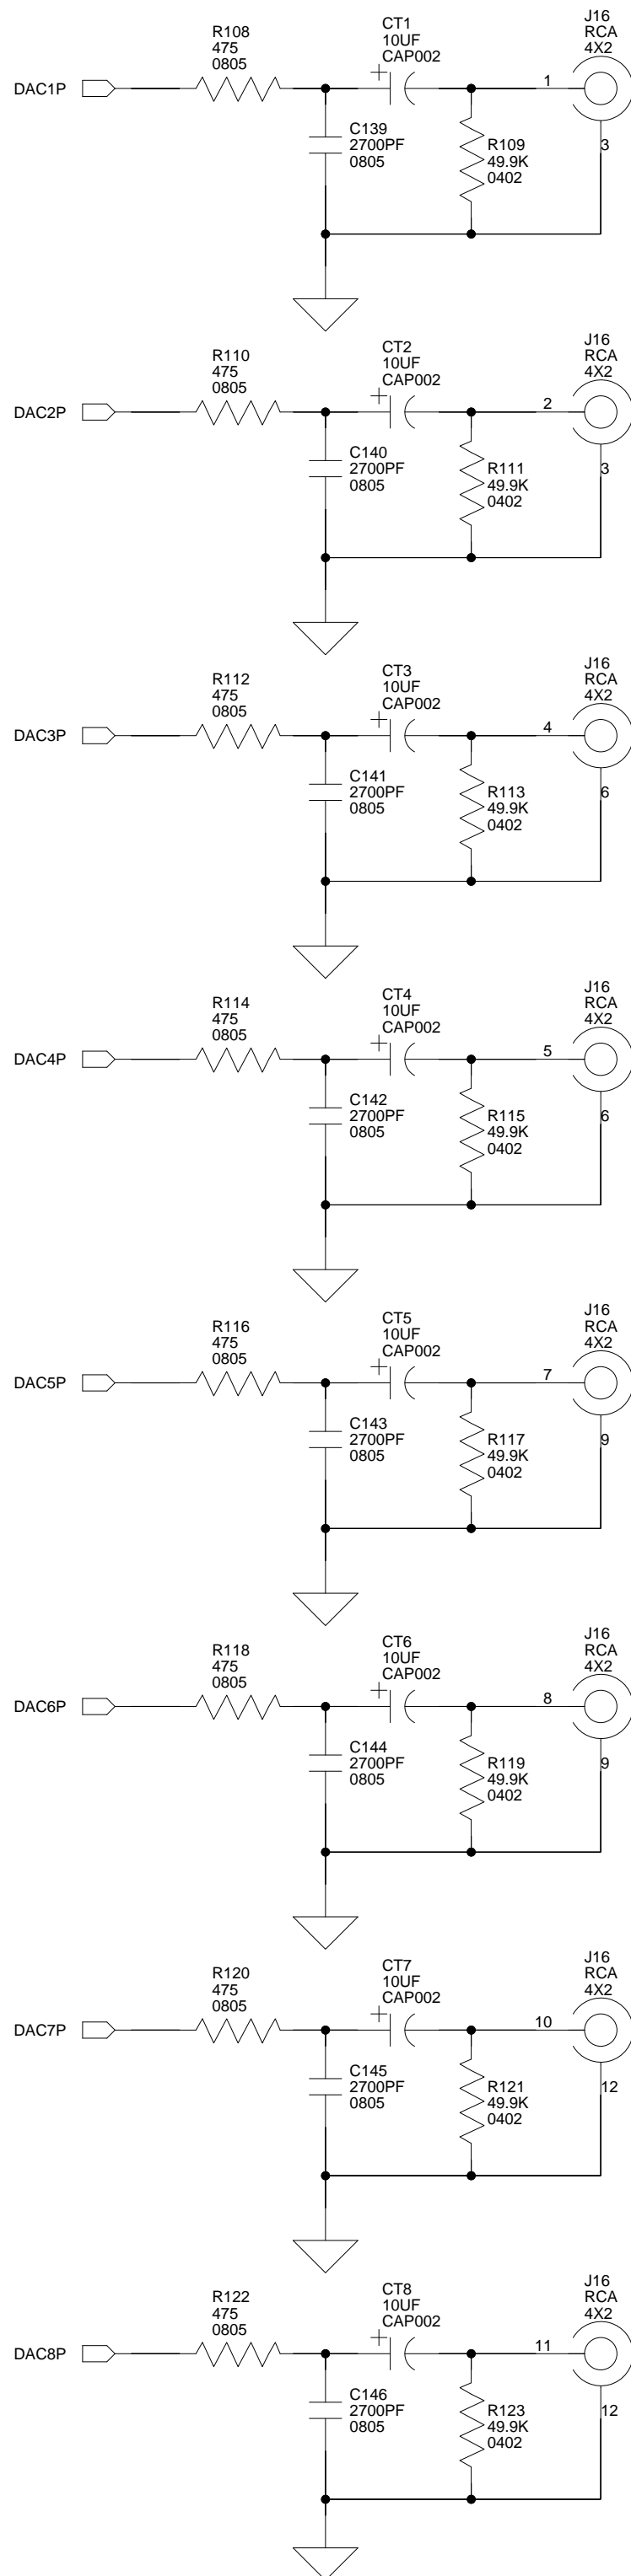 CT1
10UF
CAP002
J16
RCA
4X2
R108
475
0805
DAC1P
1
C139
2700PF
0805
R109
49.9K
0402
3
CT2
10UF
CAP002
J16
RCA
4X2
R110
475
0805
DAC2P
2
C140
2700PF
0805
R111
49.9K
0402
3
CT3
10UF
CAP002
J16
RCA
4X2
R112
475
0805
DAC3P
4
C141
2700PF
0805
R113
49.9K
0402
6
CT4
10UF
CAP002
J16
RCA
4X2
R114
475
0805
DAC4P
5
C142
2700PF
0805
R115
49.9K
0402
6
CT5
10UF
CAP002
J16
RCA
4X2
R116
475
0805
DAC5P
7
C143
2700PF
0805
R117
49.9K
0402
9
CT6
10UF
CAP002
J16
RCA
4X2
R118
475
0805
DAC6P
8
C144
2700PF
0805
R119
49.9K
0402
9
CT7
10UF
CAP002
J16
RCA
4X2
R120
475
0805
DAC7P
10
C145
2700PF
0805
R121
49.9K
0402
12
CT8
10UF
CAP002
J16
RCA
4X2
R122
475
0805
DAC8P
11
C146
2700PF
0805
R123
49.9K
0402
12